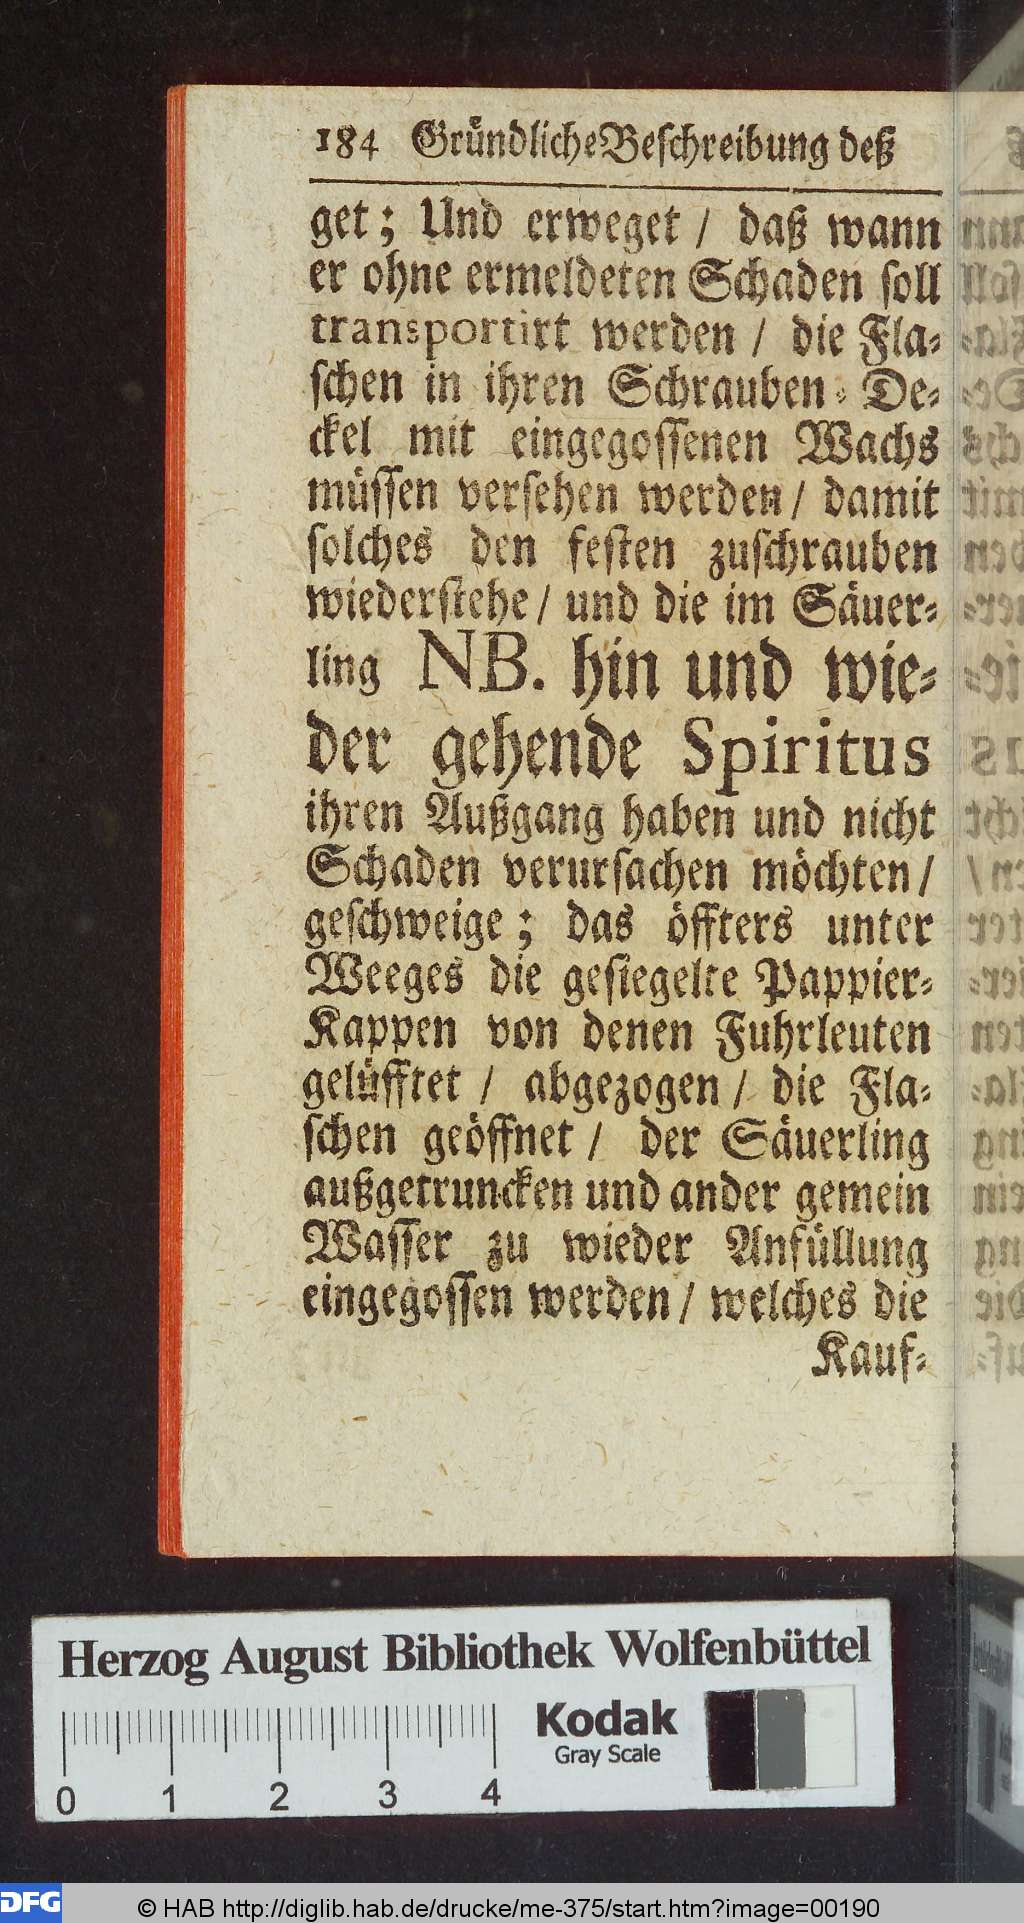 184 Gründliche Beschreibung deß
get; Und erweget / daß wann
er ohne ermeldeten Schaden soll
transportirt werden / die Fla-
schen in ihren Schrauben-De-
ckel mit eingegossenen Wachs
müssen versehen werden / damit
solches den festen zuschrauben
wiederstehe / und die im Säuer-
ling NB. hin und wie-
der gehende Spiritus
ihren Außgang haben und nicht
Schaden verursachen möchten /
geschweige; das öffters unter
Weeges die gesiegelte Pappier-
Kappen von denen Fuhrleuten
gelüfftet / abgezogen / die Fla-
schen geöffnet / der Säuerling
außgetruncken und ander gemein
Wasser zu wieder Anfüllung
eingegossen werden / welches die
Kauf-
Herzog August Bibliothek Wolfenbüttel
Kodak
Gray Scale
0 1 2 3 4
DFG
© HAB http://diglib.hab.de/drucke/me-375/start.htm?image=00190